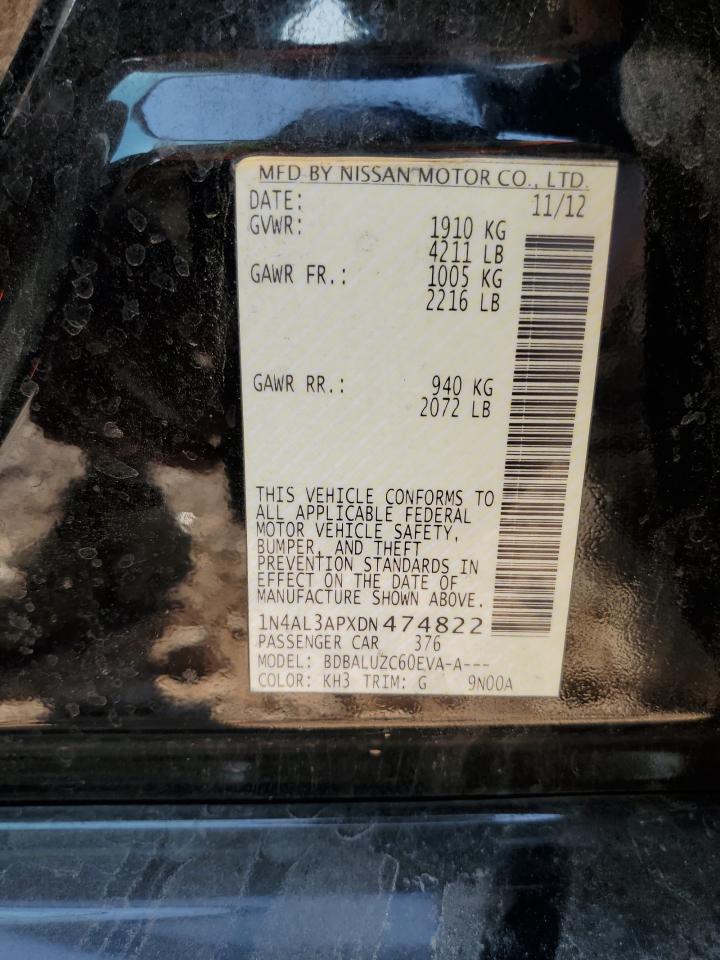 MFD BY NISSAN MOTOR CO., LTD.
DATE: 11/12
GVWR: 1910 KG
4211 LB
GAWR FR.: 1005 KG
2216 LB
GAWR RR.: 940 KG
2072 LB
THIS VEHICLE CONFORMS TO
ALL APPLICABLE FEDERAL
MOTOR VEHICLE SAFETY,
BUMPER, AND THEFT
PREVENTION STANDARDS IN
EFFECT ON THE DATE OF
MANUFACTURE SHOWN ABOVE.
1N4AL3APXDN474822
PASSENGER CAR 376
MODEL: BDBALUZC60EVA-A---
COLOR: KH3 TRIM: G 9N00A